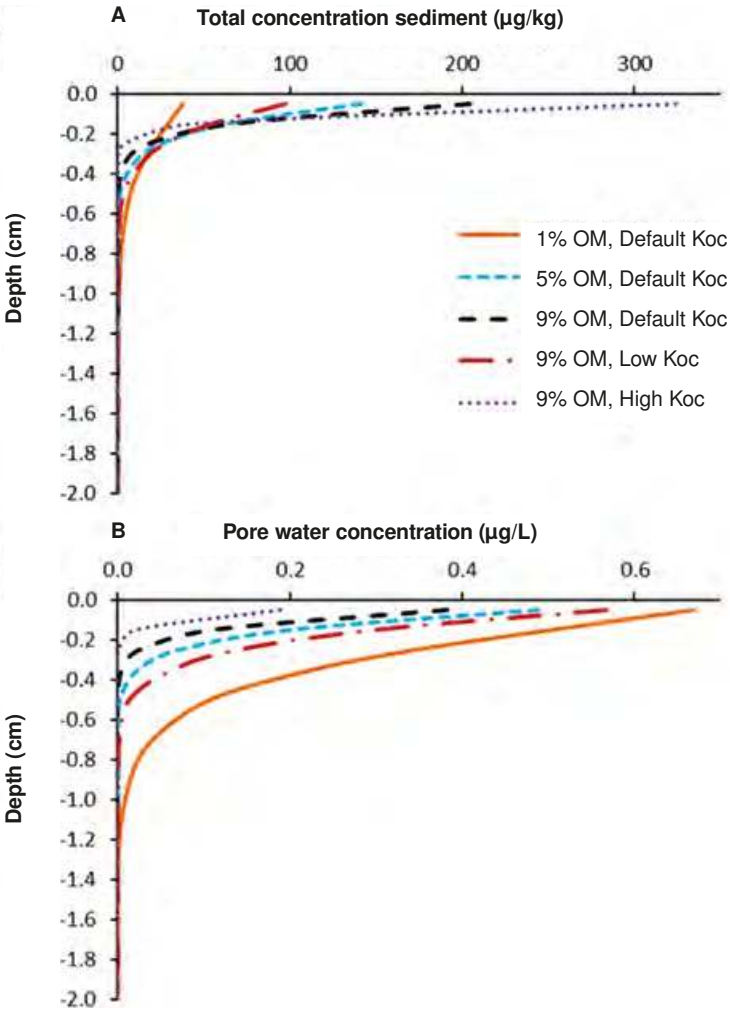 A Total concentration sediment (µg/kg)
0 100 200 300
0.0
-0.2
-0.4
-0.6
-0.8
-1.0
-1.2
-1.4
-1.6
-1.8
-2.0
Depth (cm)
1% OM, Default Koc
5% OM, Default Koc
9% OM, Default Koc
9% OM, Low Koc
9% OM, High Koc
B Pore water concentration (µg/L)
0.0 0.2 0.4 0.6
0.0
-0.2
-0.4
-0.6
-0.8
-1.0
-1.2
-1.4
-1.6
-1.8
-2.0
Depth (cm)